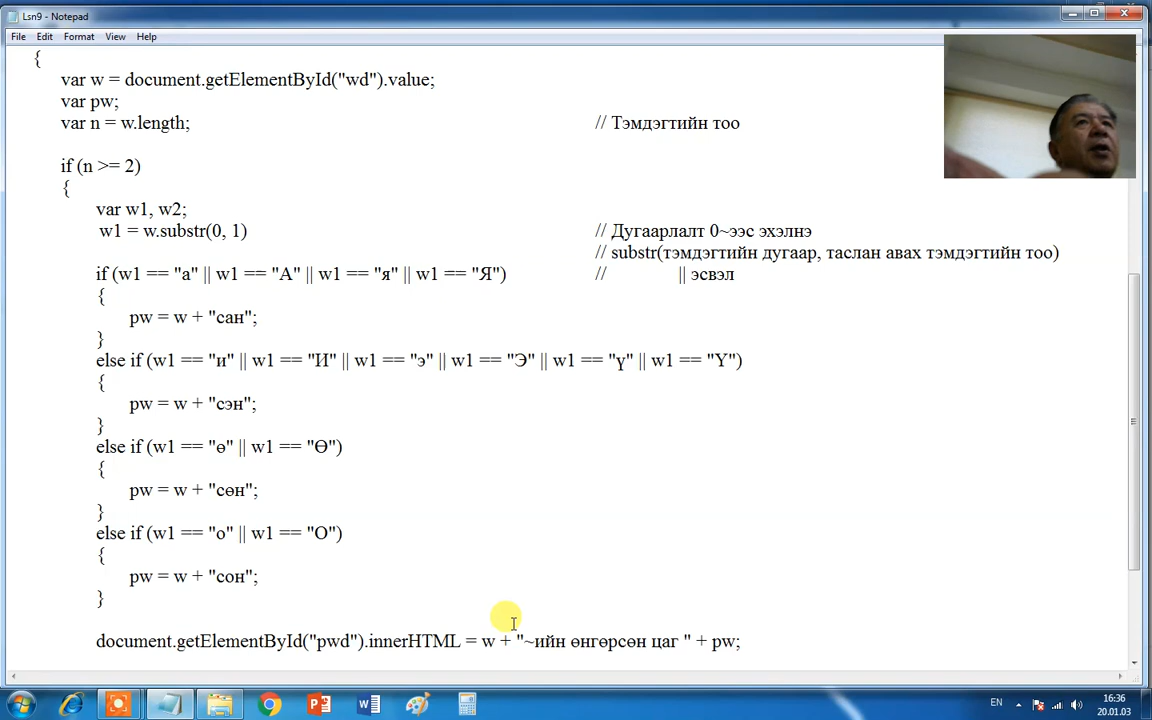 Lsn9 - Notepad
File Edit Format View Help
{
var w = document.getElementById("wd").value;
var pw;
var n = w.length; // Тэмдэгтийн тоо
if (n >= 2)
{
var w1, w2;
w1 = w.substr(0, 1) // Дугаарлалт 0~ээс эхэлнэ
// substr(тэмдэгтийн дугаар, таслан авах тэмдэгтийн тоо)
if (w1 == "а" || w1 == "А" || w1 == "я" || w1 == "Я") // || эсвэл
{
pw = w + "сан";
}
else if (w1 == "и" || w1 == "И" || w1 == "э" || w1 == "Э" || w1 == "ү" || w1 == "Ү")
{
pw = w + "сэн";
}
else if (w1 == "ө" || w1 == "Ө")
{
pw = w + "сөн";
}
else if (w1 == "о" || w1 == "О")
{
pw = w + "сон";
}
document.getElementById("pwd").innerHTML = w + "~ийн өнгөрсөн цаг " + pw;
EN 16:36
20.01.03